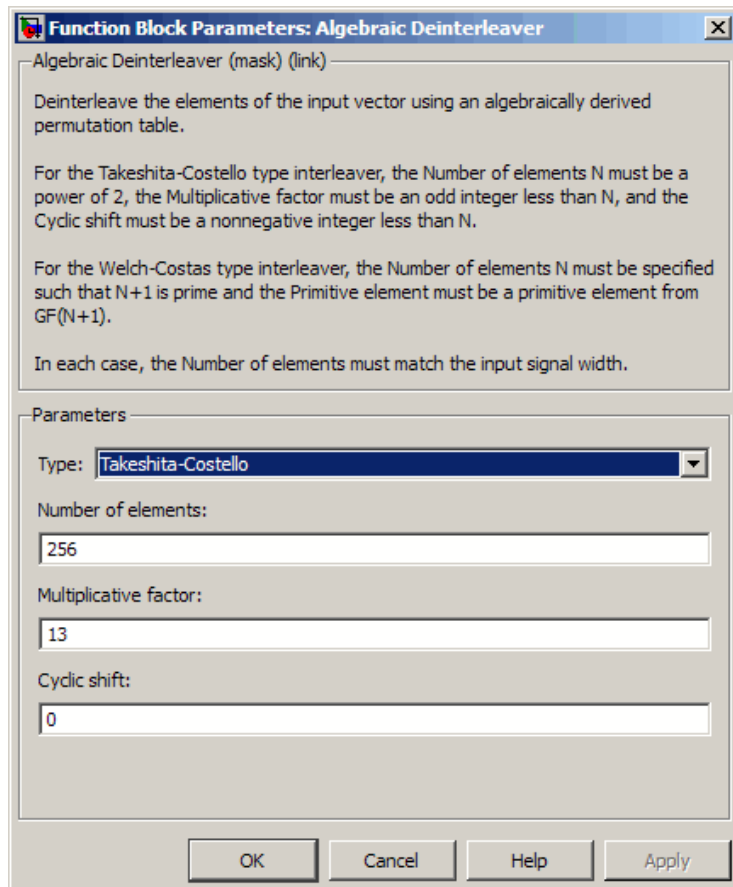 Function Block Parameters: Algebraic Deinterleaver
Algebraic Deinterleaver (mask) (link)
Deinterleave the elements of the input vector using an algebraically derived
permutation table.
For the Takeshita-Costello type interleaver, the Number of elements N must be a
power of 2, the Multiplicative factor must be an odd integer less than N, and the
Cyclic shift must be a nonnegative integer less than N.
For the Welch-Costas type interleaver, the Number of elements N must be specified
such that N+1 is prime and the Primitive element must be a primitive element from
GF(N+1).
In each case, the Number of elements must match the input signal width.
Parameters
Type: Takeshita-Costello
Number of elements:
256
Multiplicative factor:
13
Cyclic shift:
0
OK Cancel Help Apply